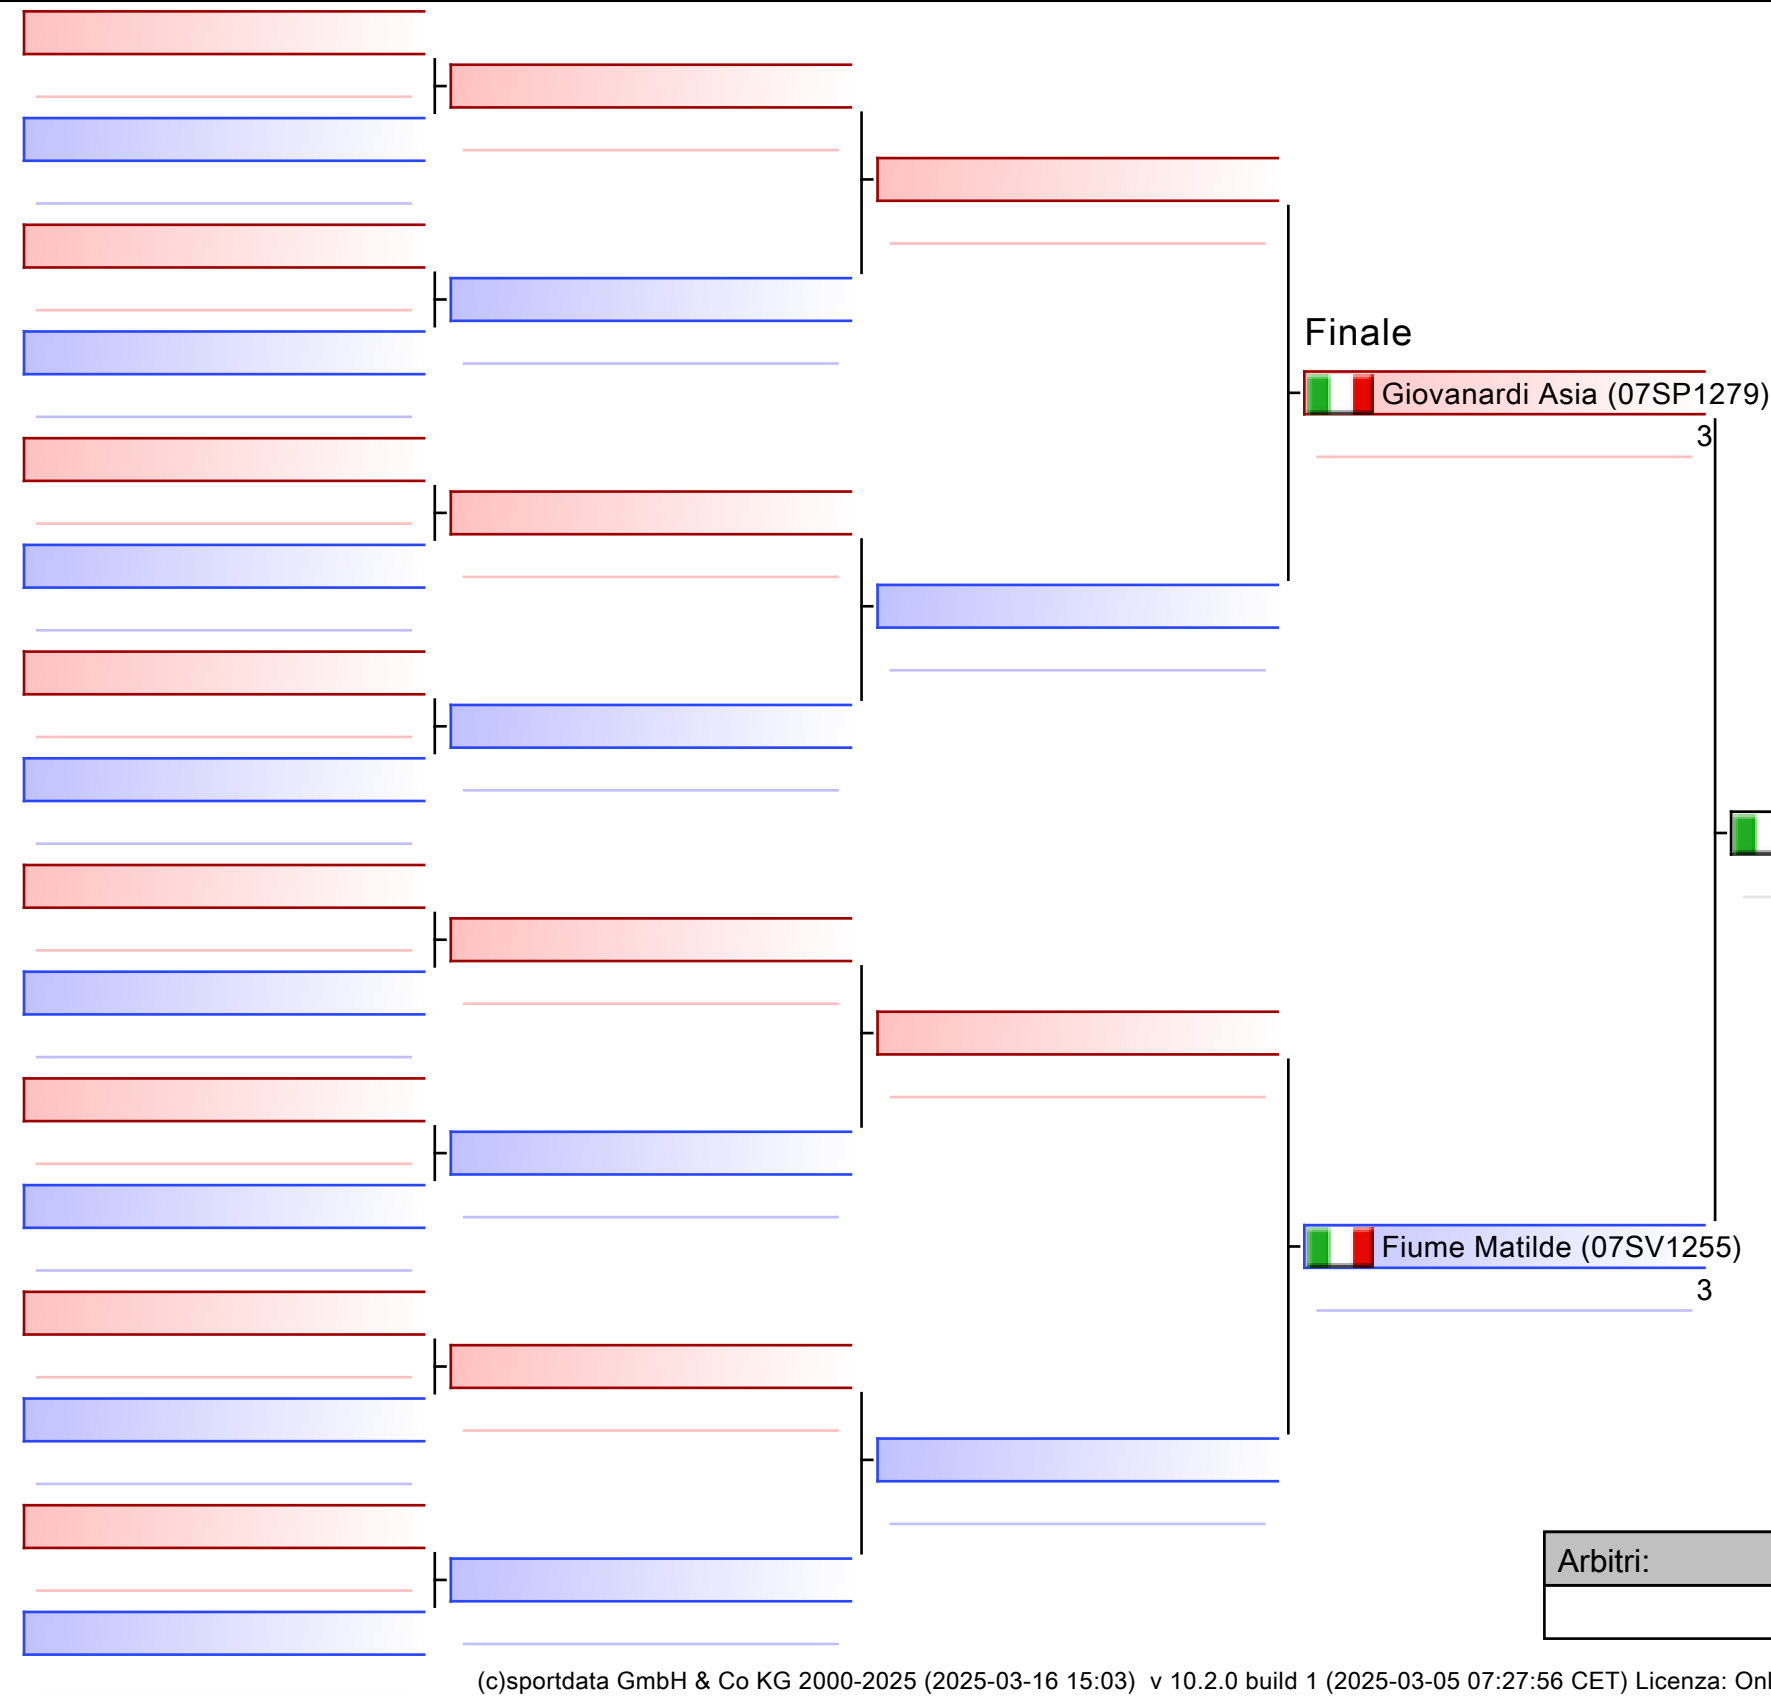 Finale
Giovanardi Asia (07SP1279)
3
Fiume Matilde (07SV1255)
3
Arbitri:
(c)sportdata GmbH & Co KG 2000-2025 (2025-03-16 15:03) v 10.2.0 build 1 (2025-03-05 07:27:56 CET) Licenza: